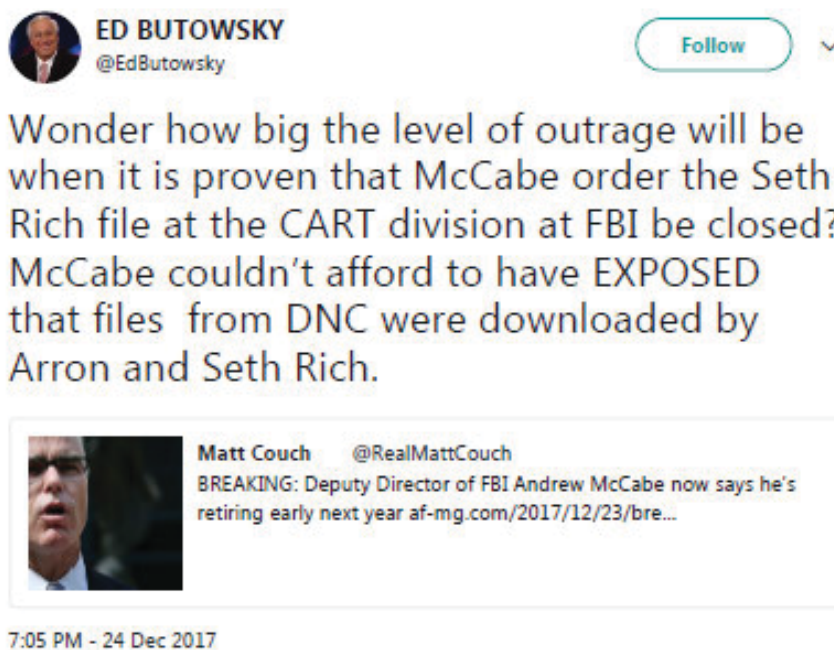 ED BUTOWSKY
@EdButowsky
Follow
Wonder how big the level of outrage will be
when it is proven that McCabe order the Seth
Rich file at the CART division at FBI be closed?
McCabe couldn't afford to have EXPOSED
that files  from DNC were downloaded by
Arron and Seth Rich.
Matt Couch @RealMattCouch
BREAKING: Deputy Director of FBI Andrew McCabe now says he's
retiring early next year af-mg.com/2017/12/23/bre...
7:05 PM - 24 Dec 2017